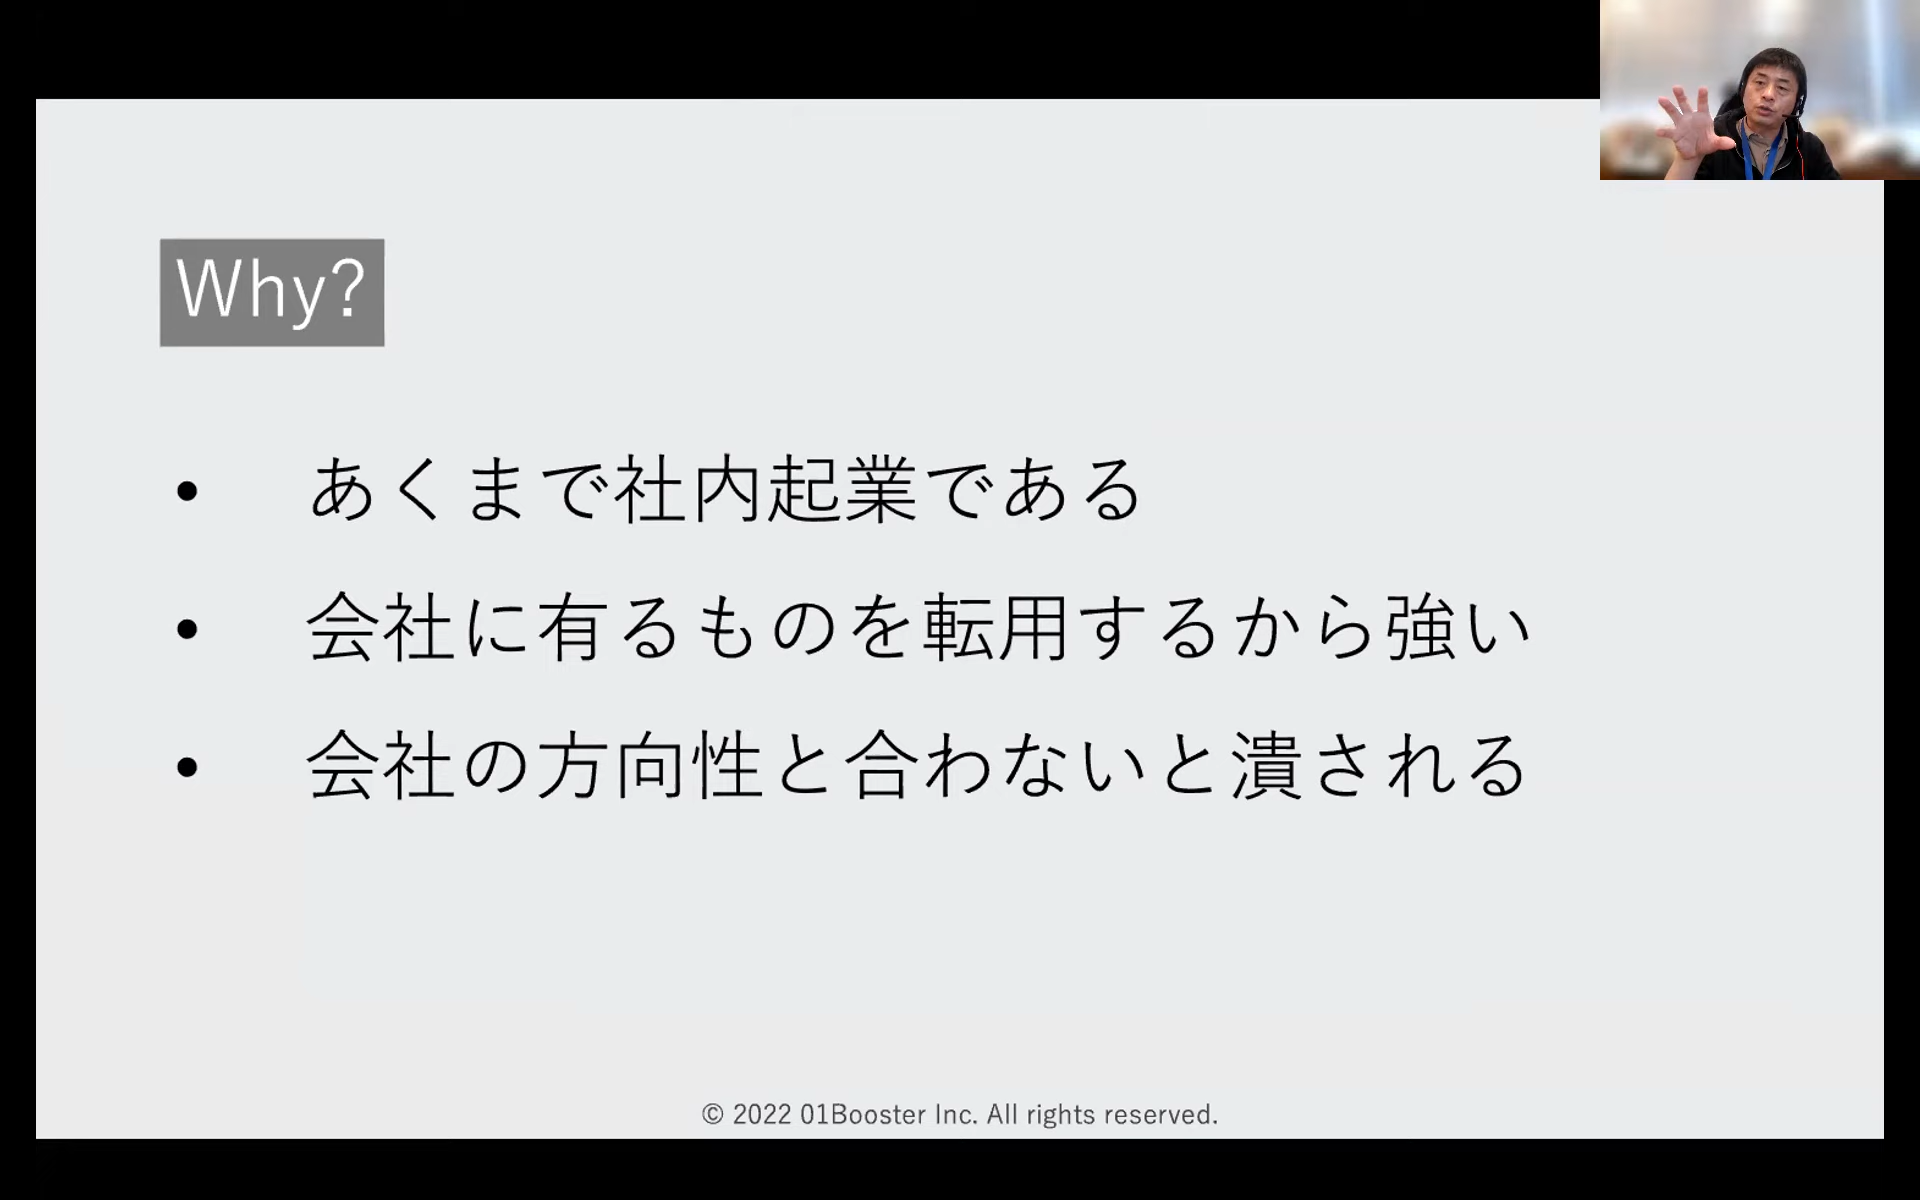 Why?
• あくまで社内起業である
• 会社に有るものを転用するから強い
• 会社の方向性と合わないと潰される
© 2022 01Booster Inc. All rights reserved.